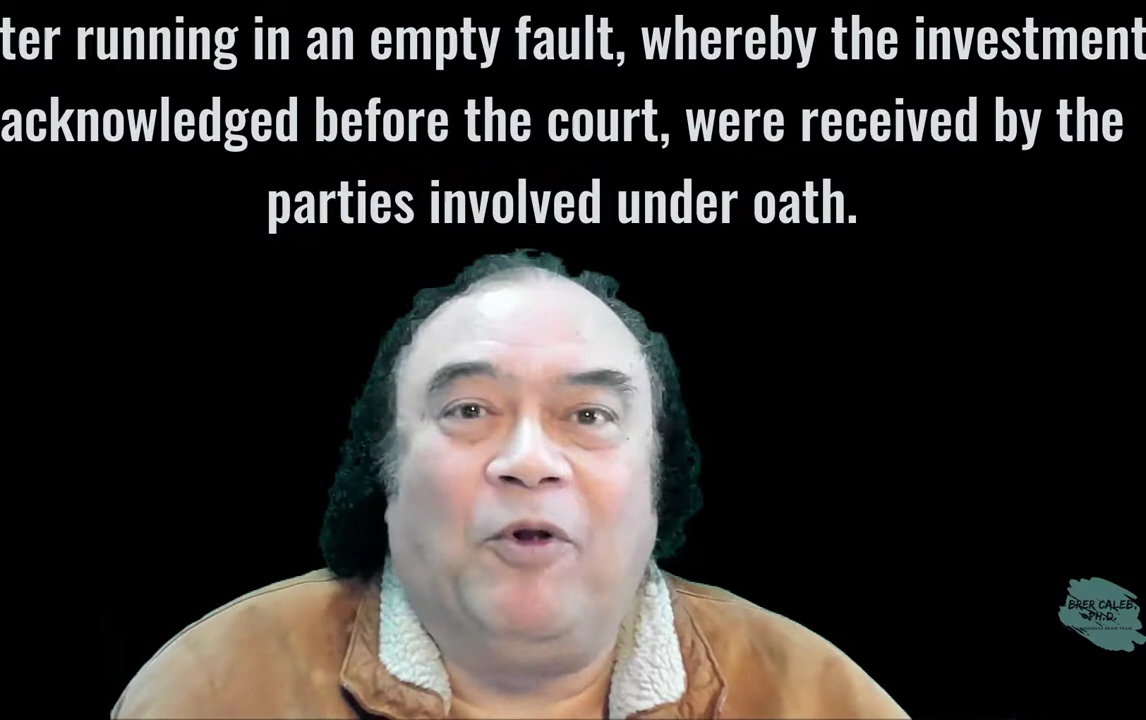 ter running in an empty fault, whereby the investment
acknowledged before the court, were received by the
parties involved under oath.
BRER CALEB,
PH.D.